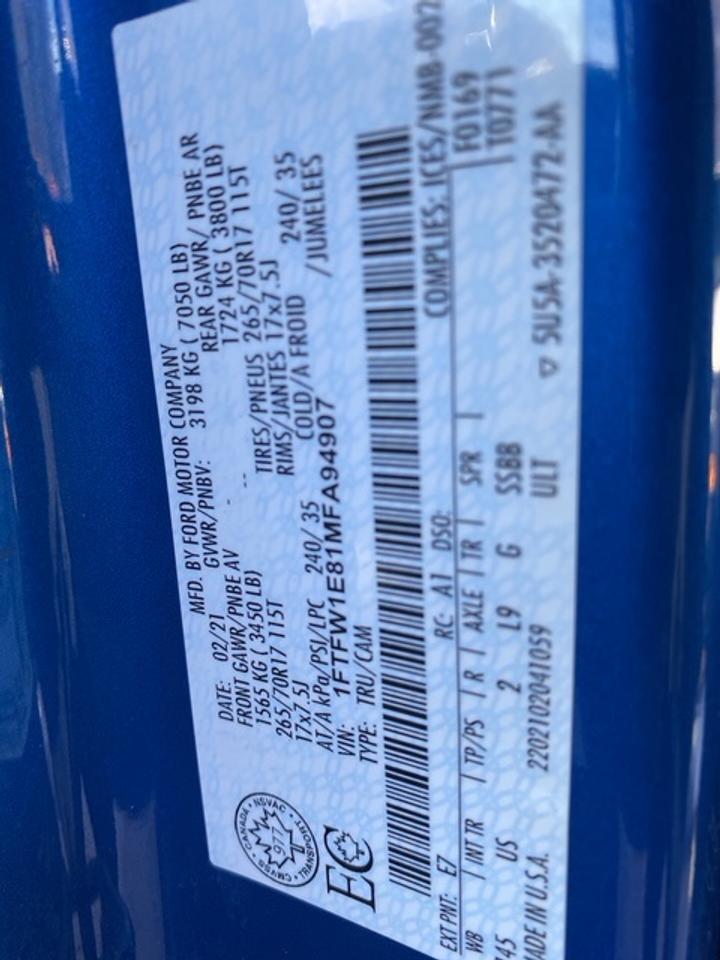 MFD. BY FORD MOTOR COMPANY
DATE: 02/21 GVWR/PNBV: 3198 KG ( 7050 LB)
FRONT GAWR/PNBE AV REAR GAWR/ PNBE AR
1565 KG ( 3450 LB) 1724 KG ( 3800 LB)
265/70R17 115T TIRES/PNEUS 265/70R17 115T
17x7.5J RIMS/JANTES 17x7.5J
AT/A kPa/PSI/LPC 240/ 35 COLD/A FROID 240/ 35
VIN: 1FTFW1E81MFA94907 /JUMELEES
TYPE: TRU/CAM
CMVSS • CANADA • NSVAC • TRANSPORT
977
EC
COMPLIES: ICES/NMB-002
EXT PNT: E7 RC: A1 DSO: F0169
WB | INT TR | TP/PS | R | AXLE | TR | SPR | T0771
145 US 2 L9 G SSBB
ULT
2202102041059
MADE IN U.S.A. ▽ 5U5A-3520472-AA